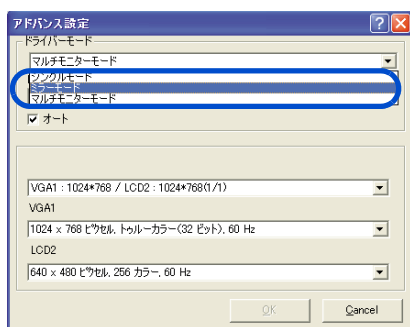 アドバンス設定
ドライバーモード
マルチモニターモード
シングルモード
ミラーモード
マルチモニターモード
オート
VGA1 : 1024*768 / LCD2 : 1024*768(1/1)
VGA1
1024 x 768 ピクセル, トゥルーカラー(32 ビット), 60 Hz
LCD2
640 x 480 ピクセル, 256 カラー, 60 Hz
OK
Cancel